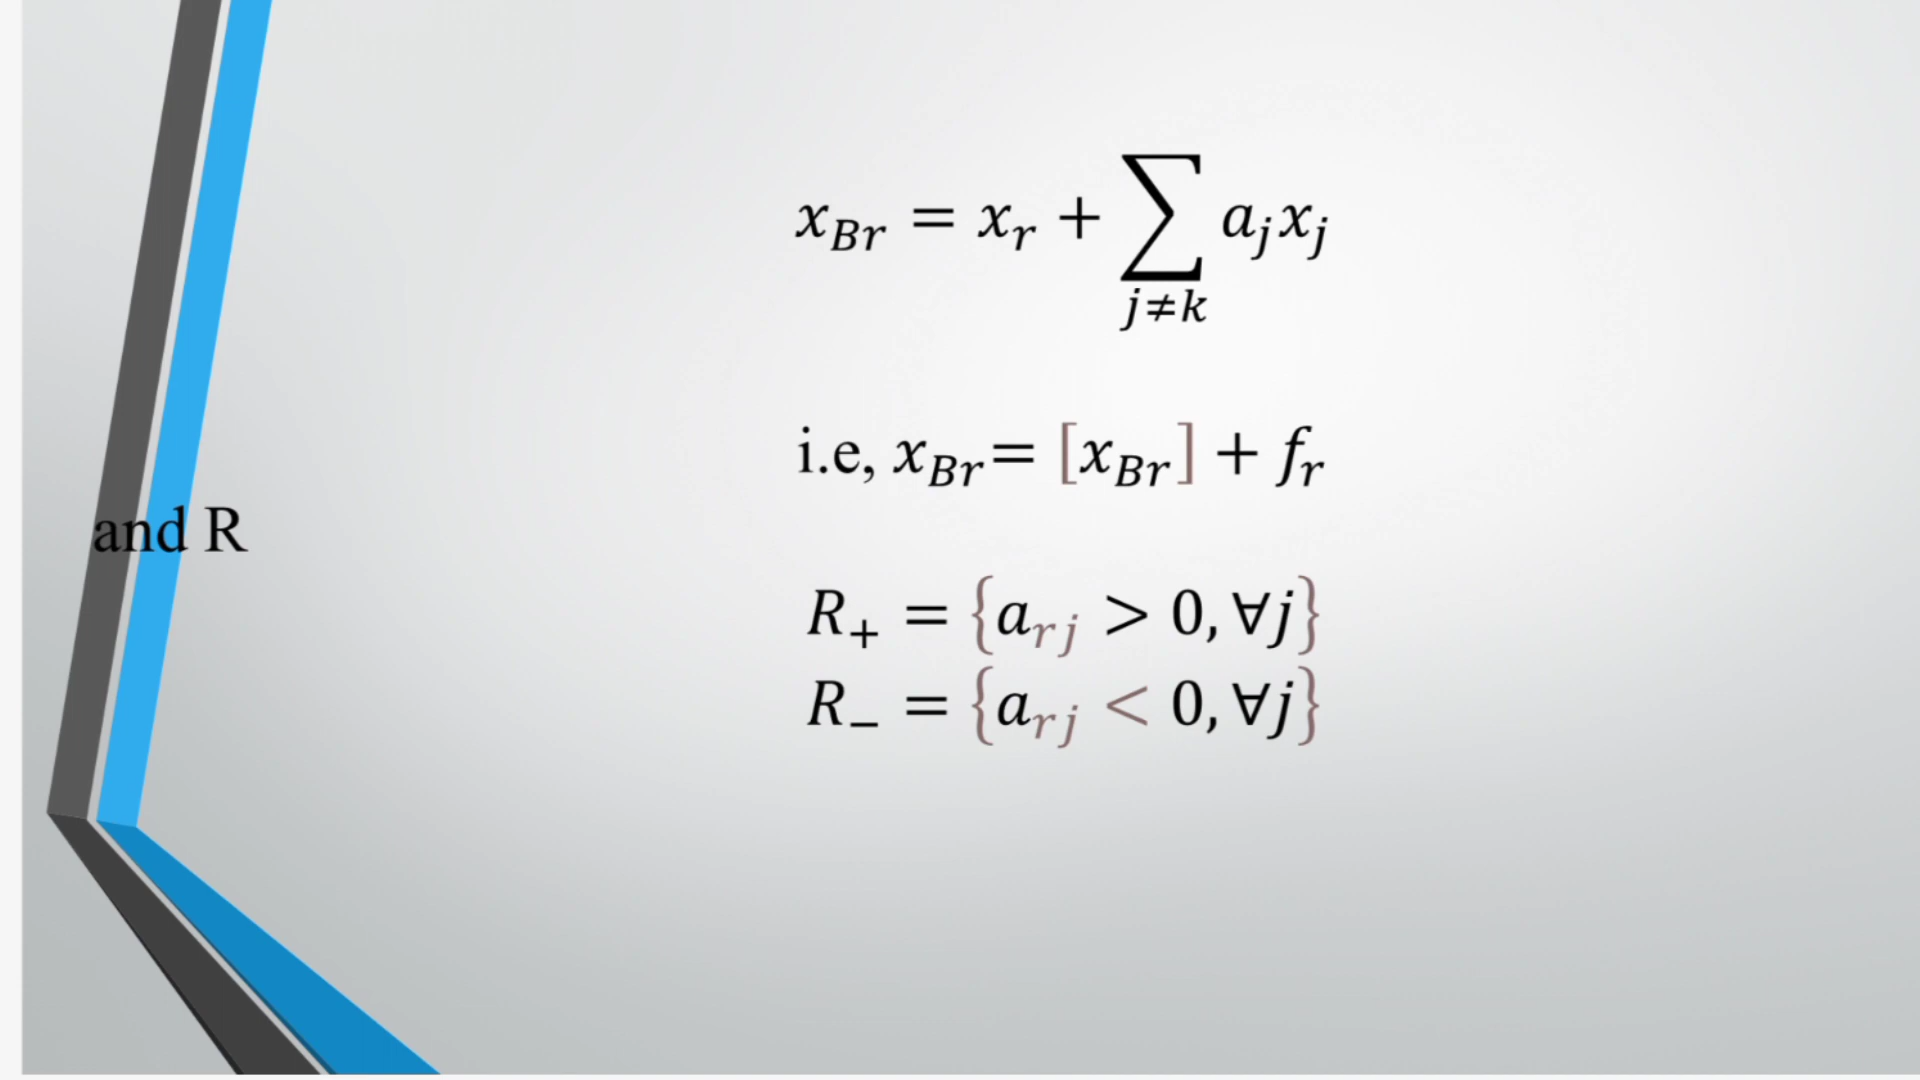 x_{Br} = x_r + \sum_{j≠k} a_j x_j
i.e, x_{Br} = [x_{Br}] + f_r
and R
R_+ = {a_{rj} > 0, ∀j}
R_− = {a_{rj} < 0, ∀j}